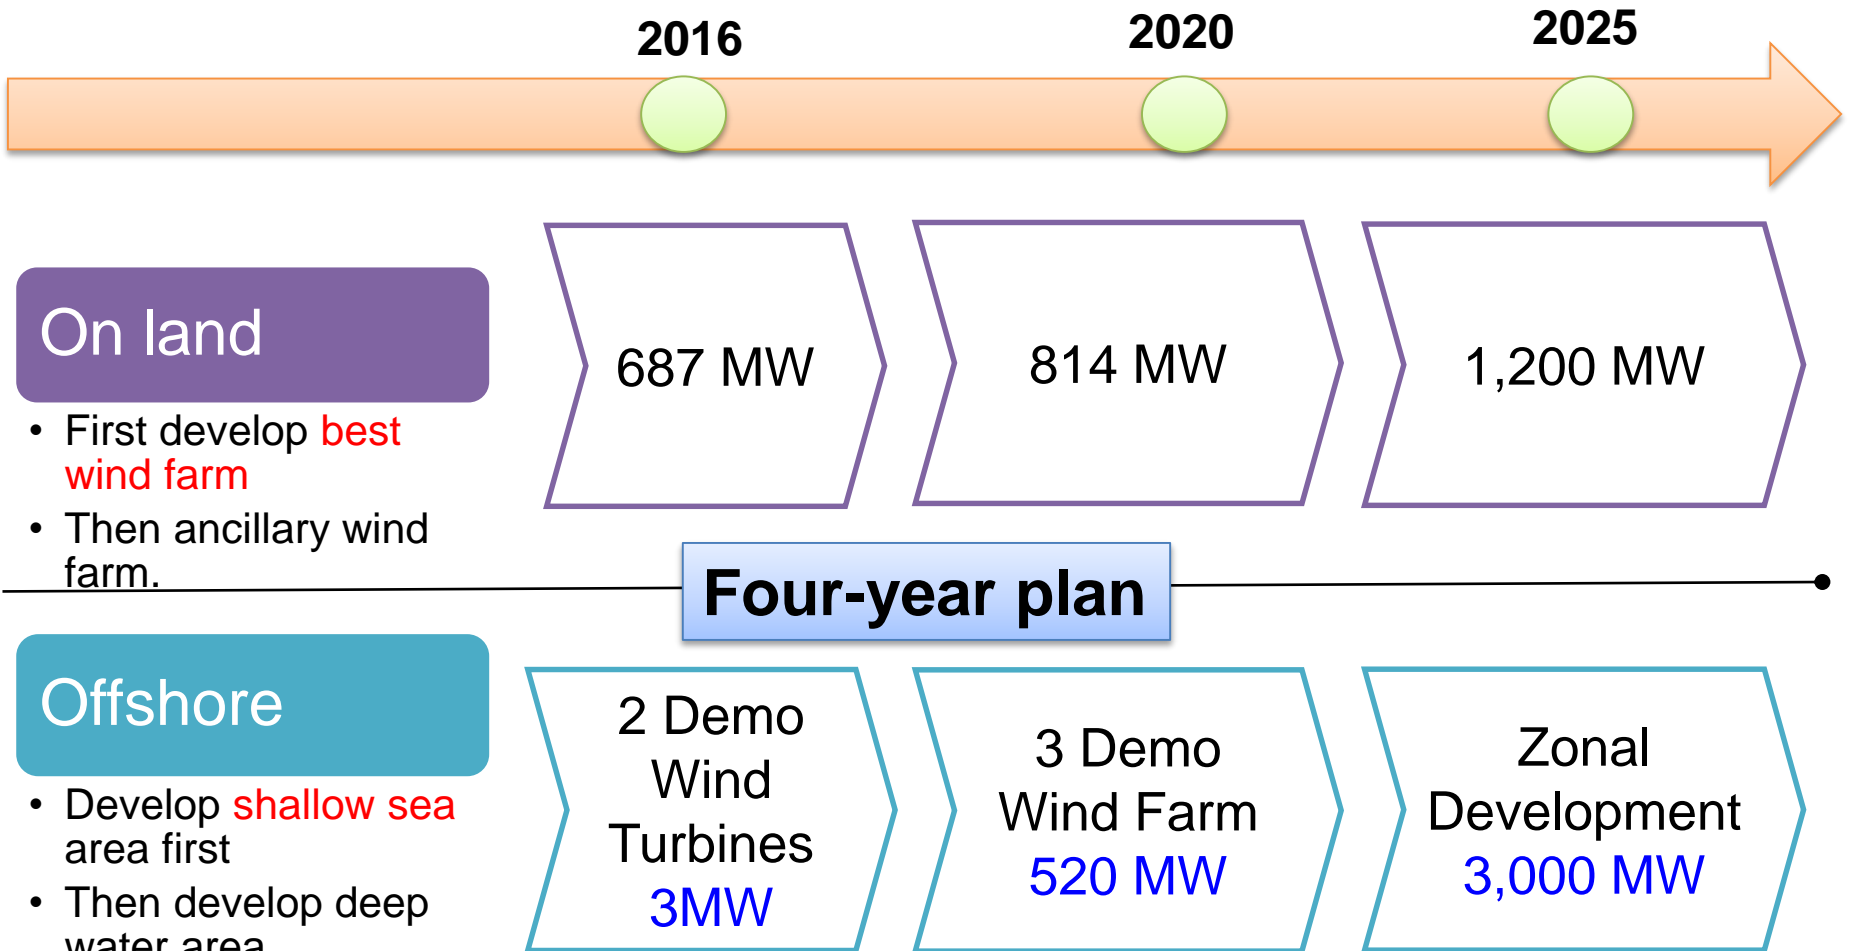 2016
2020
2025
On land
687 MW
814 MW
1,200 MW
• First develop best
wind farm
• Then ancillary wind
farm.
Four-year plan
Offshore
2 Demo
Wind
Turbines
3MW
3 Demo
Wind Farm
520 MW
Zonal
Development
3,000 MW
• Develop shallow sea
area first
• Then develop deep
water area